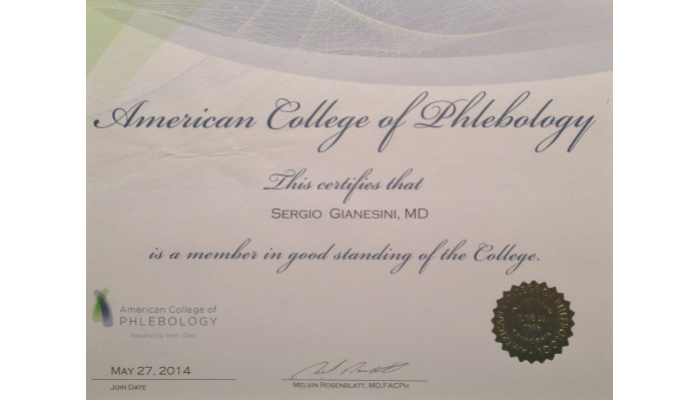 American College of Phlebology
This certifies that
SERGIO GIANESINI, MD
is a member in good standing of the College.
American College of
PHLEBOLOGY
Advancing Vein Care
MAY 27, 2014
JOIN DATE
MELVIN ROSENBLATT, MD, FACPH